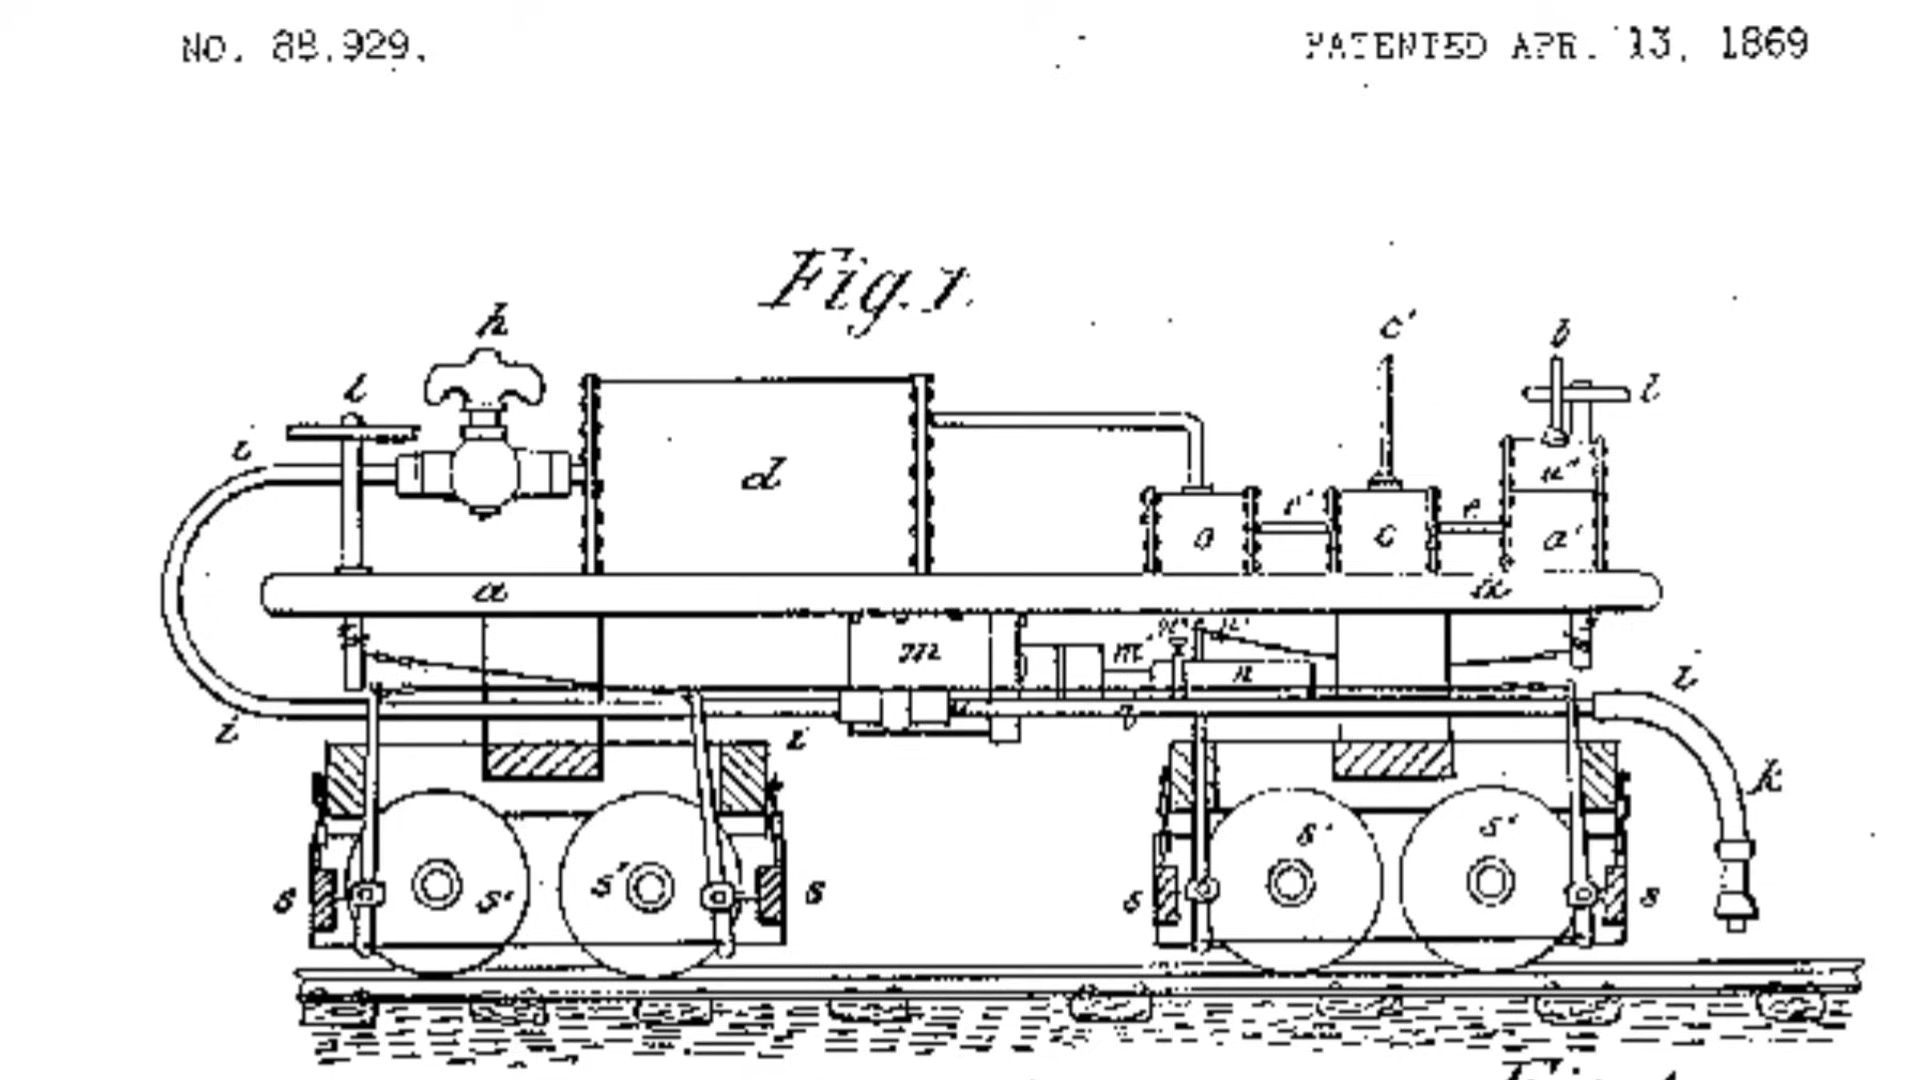 NO. 88,929.
PATENTED APR. 13, 1869
Fig. 1.
h
c'
b
l
l
i
d
a''
c'
e
o
c
a'
a
a
m
m'
n
i
i
i
k
s'
s'
s
s'
s'
s
s
s